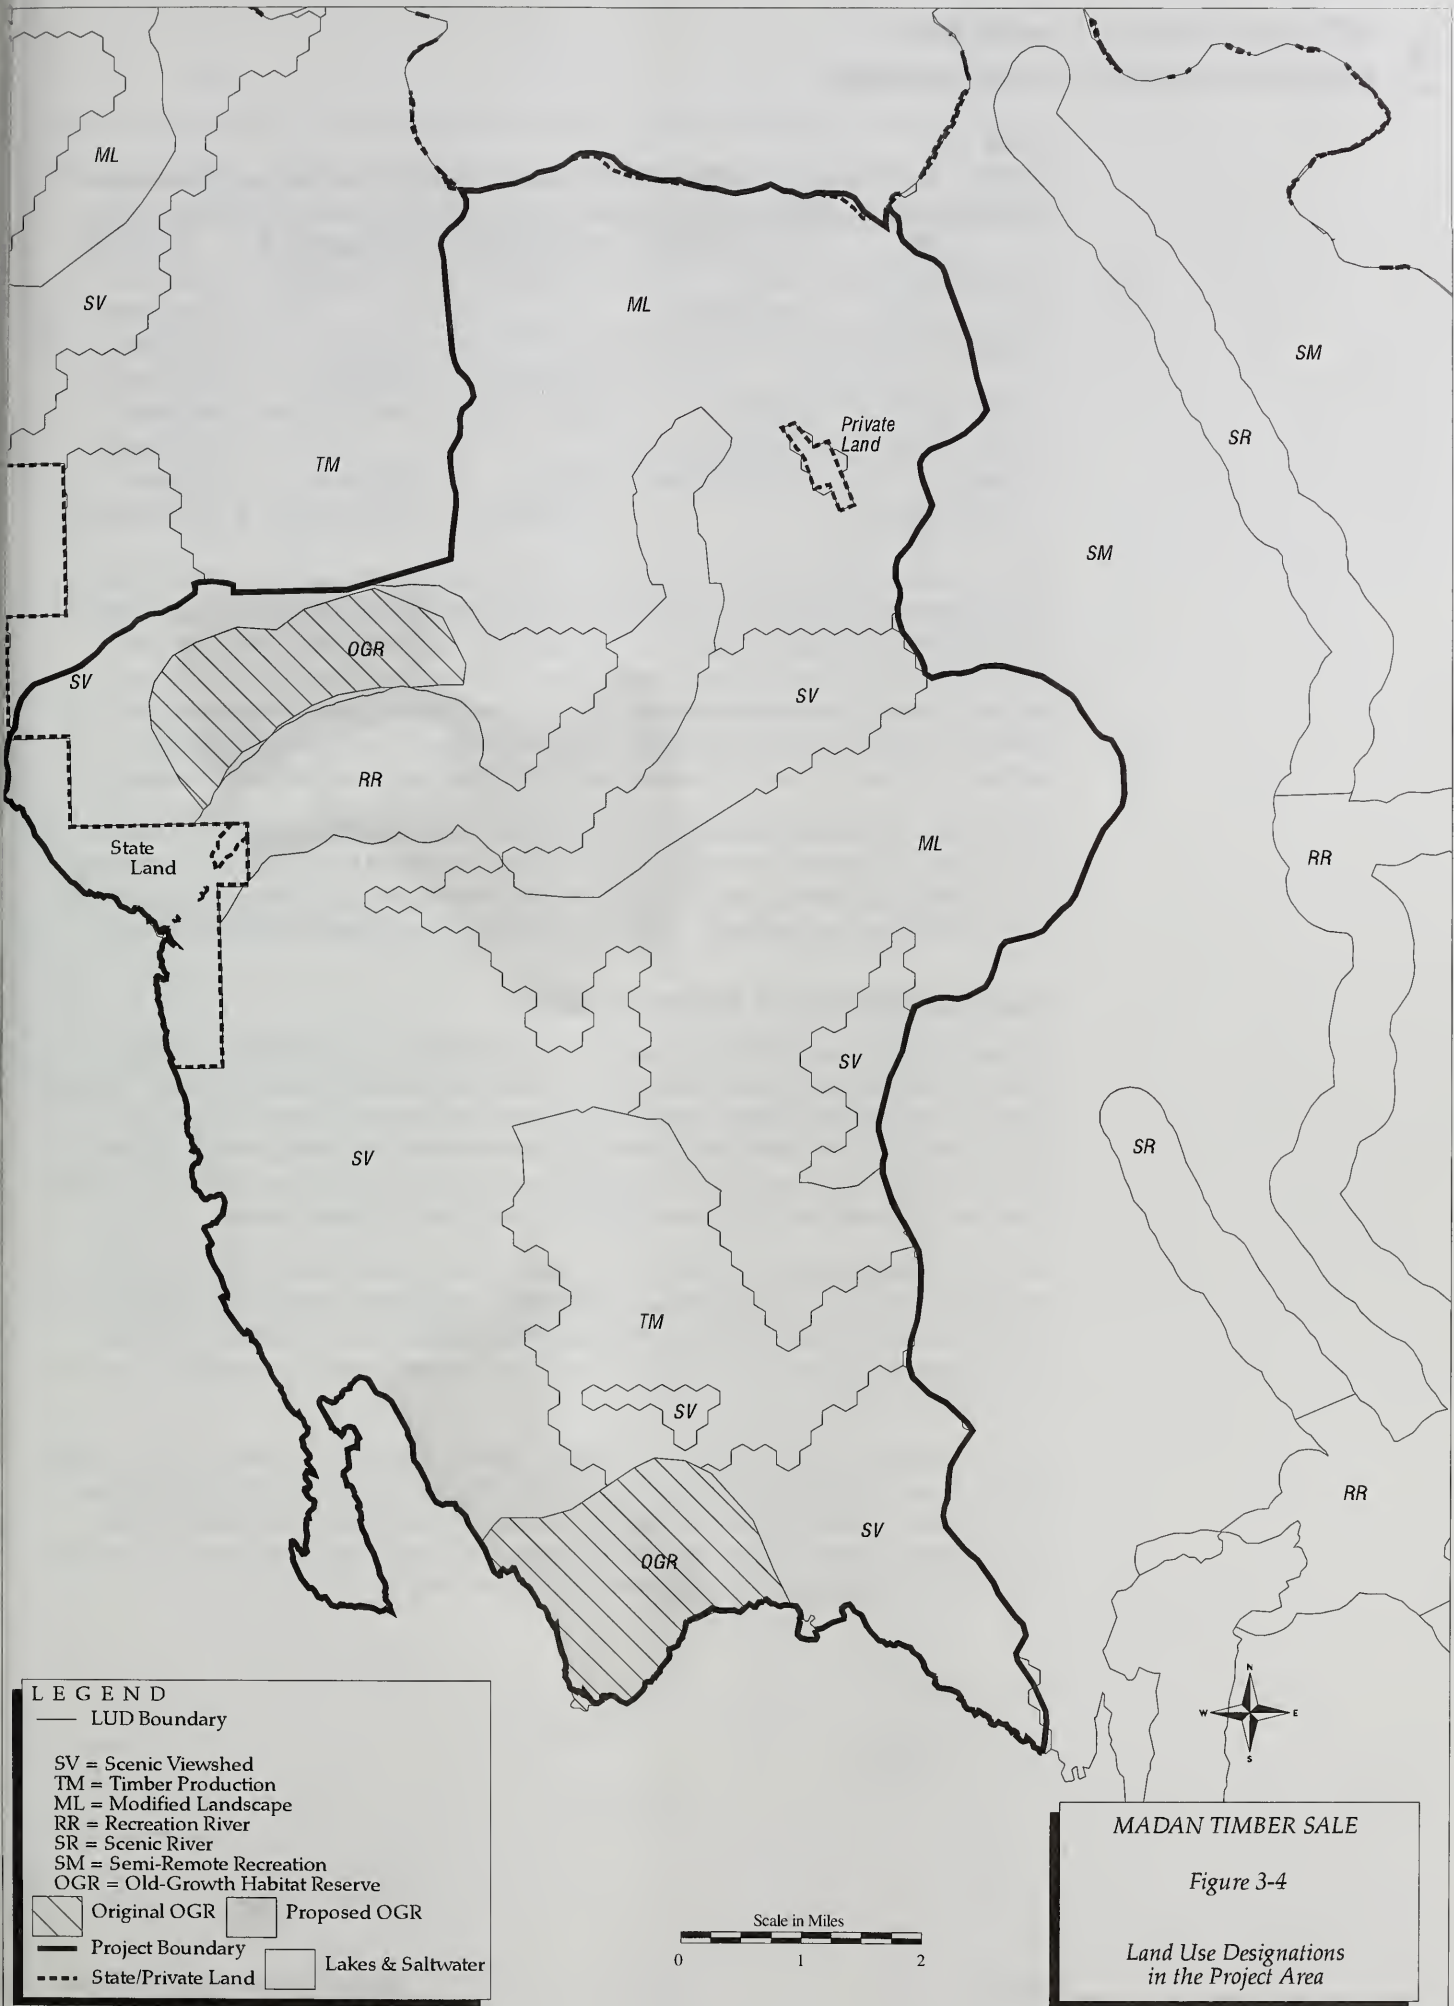 ML
SV
TM
ML
Private
Land
SM
SR
SM
OGR
SV
SV
RR
State
Land
ML
RR
SV
SV
SR
TM
SV
RR
SV
OGR
N
W E
S
LEGEND
LUD Boundary
SV = Scenic Viewshed
TM = Timber Production
ML = Modified Landscape
RR = Recreation River
SR = Scenic River
SM = Semi-Remote Recreation
OGR = Old-Growth Habitat Reserve
Original OGR Proposed OGR
Project Boundary
Lakes & Saltwater
State/Private Land
Scale in Miles
0 1 2
MADAN TIMBER SALE
Figure 3-4
Land Use Designations
in the Project Area